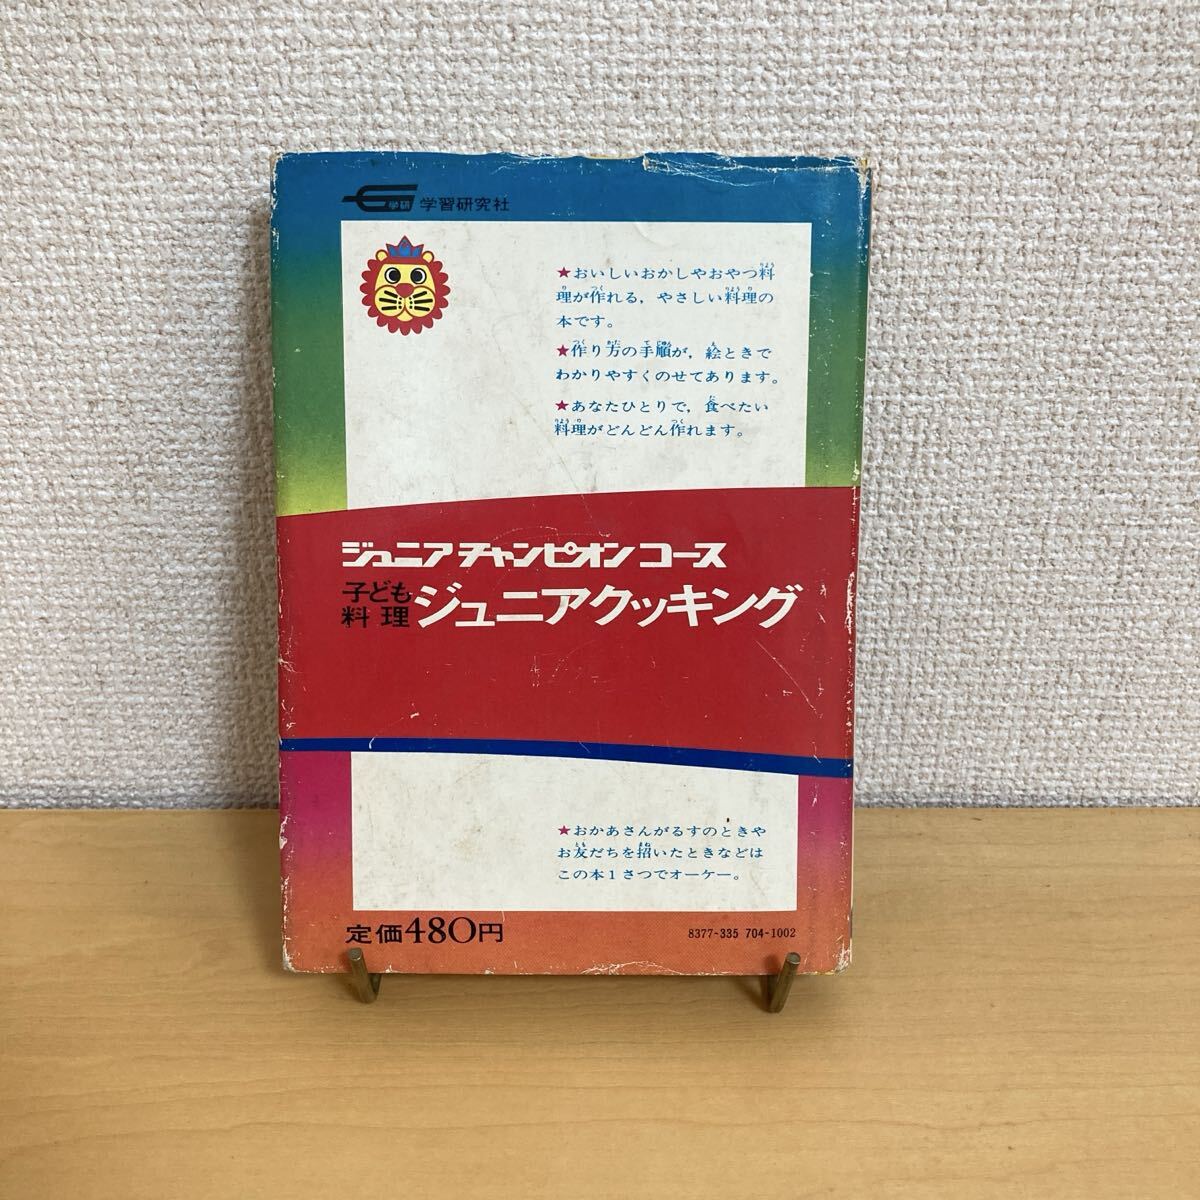 学研 学習研究社
★おいしいおかしやおやつ料
理が作れる，やさしい料理の
本です。
★作り方の手順が，絵ときで
わかりやすくのせてあります。
★あなたひとりで，食べたい
料理がどんどん作れます。
ジュニアチャンピオンコース
子ども料理 ジュニアクッキング
★おかあさんがるすのときや
お友だちを招いたときなどは
この本1さつでオーケー。
定価480円
8377-335 704-1002